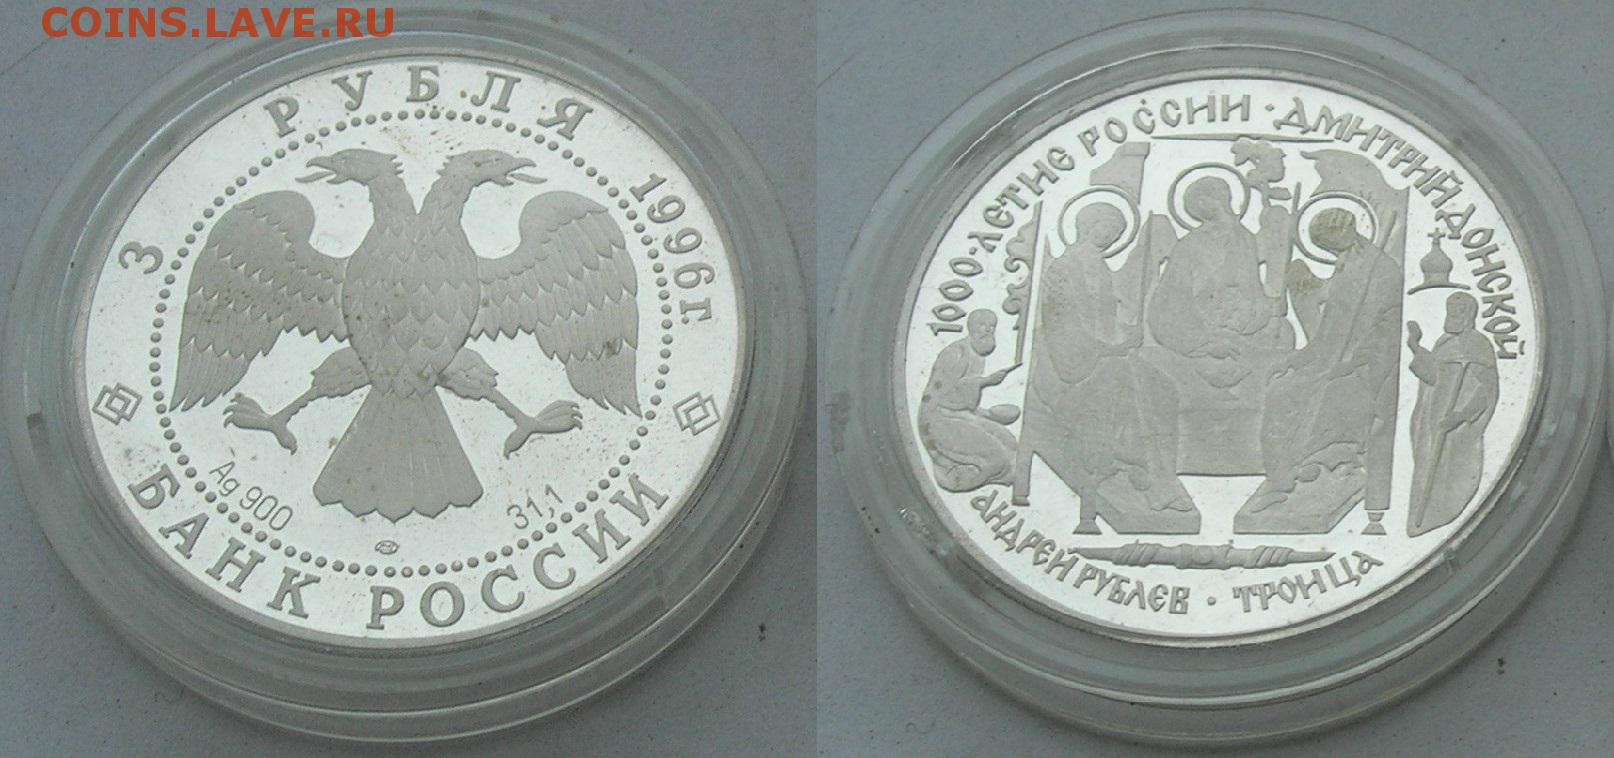 COINS.LAVE.RU
3 РУБЛЯ 1996г.
Ag 900
31,1
БАНК РОССИИ
1000-ЛЕТИЕ РОССИИ · ДМИТРИЙ ДОНСКОЙ
АНДРЕЙ РУБЛЕВ · ТРОИЦА